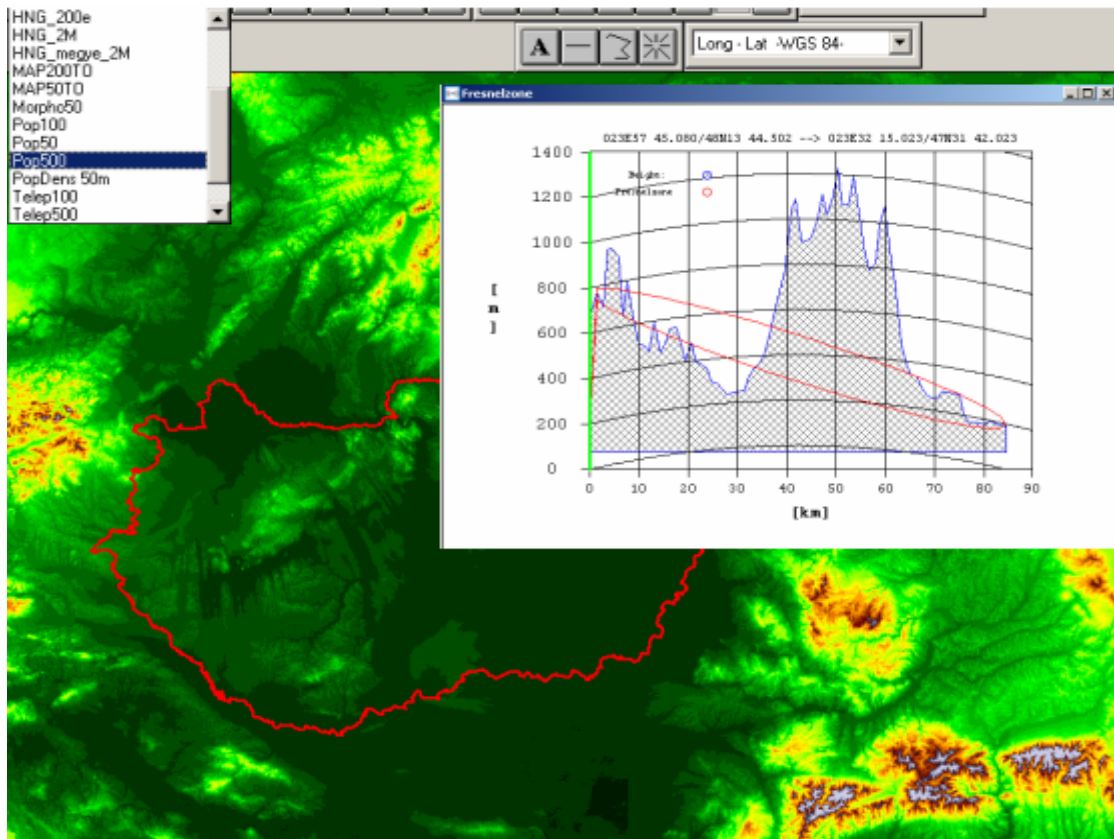 HNG_200e
HNG_2M
HNG_megye_2M
MAP200TO
MAP50TO
Morpho50
Pop100
Pop50
Pop500
PopDens 50m
Telep100
Telep500
A
Long - Lat -WGS 84-
Fresnelzone
023E57 45.080/48N13 44.502 --> 023E32 15.023/47N31 42.023
1400
1200
1000
800
600
400
200
0
Height:
Fresnelzone
[m]
0 10 20 30 40 50 60 70 80 90
[km]